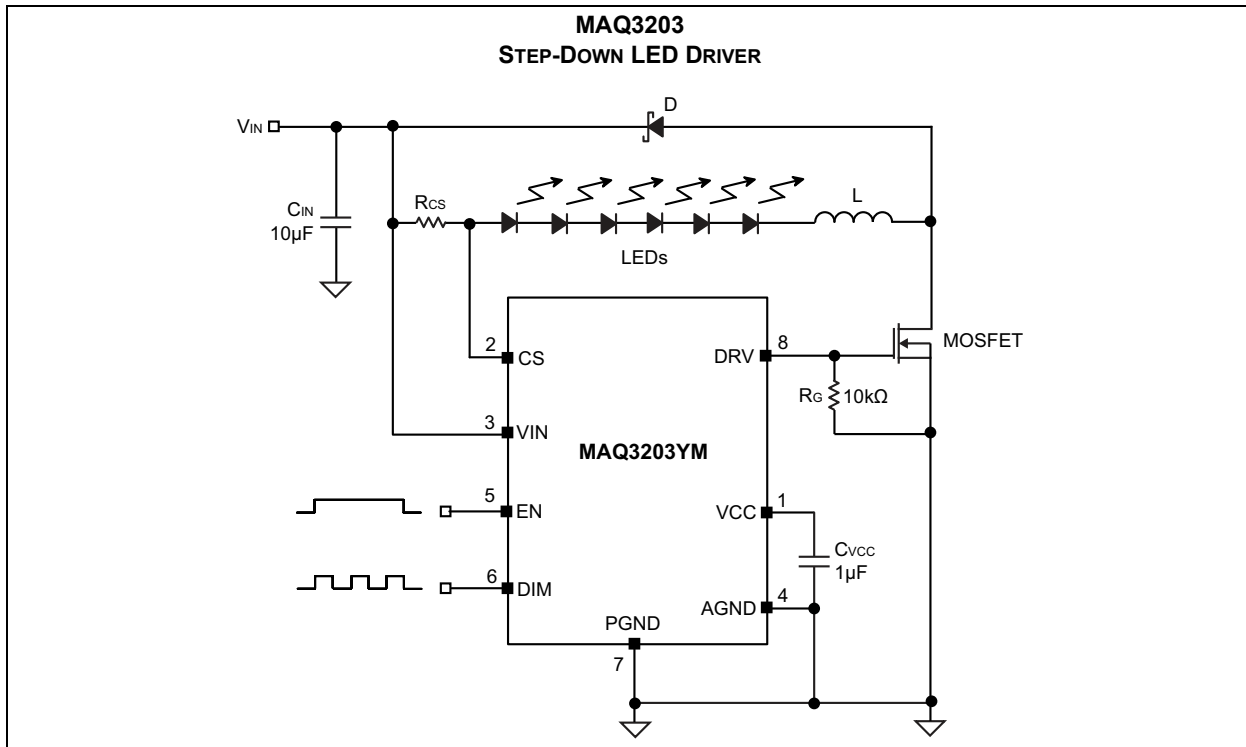 MAQ3203
STEP-DOWN LED DRIVER
D
VIN
RCS
L
CIN
10µF
LEDs
2
CS
DRV
8
MOSFET
RG
10kΩ
3
VIN
MAQ3203YM
5
EN
VCC
1
CVCC
1µF
6
DIM
AGND
4
PGND
7